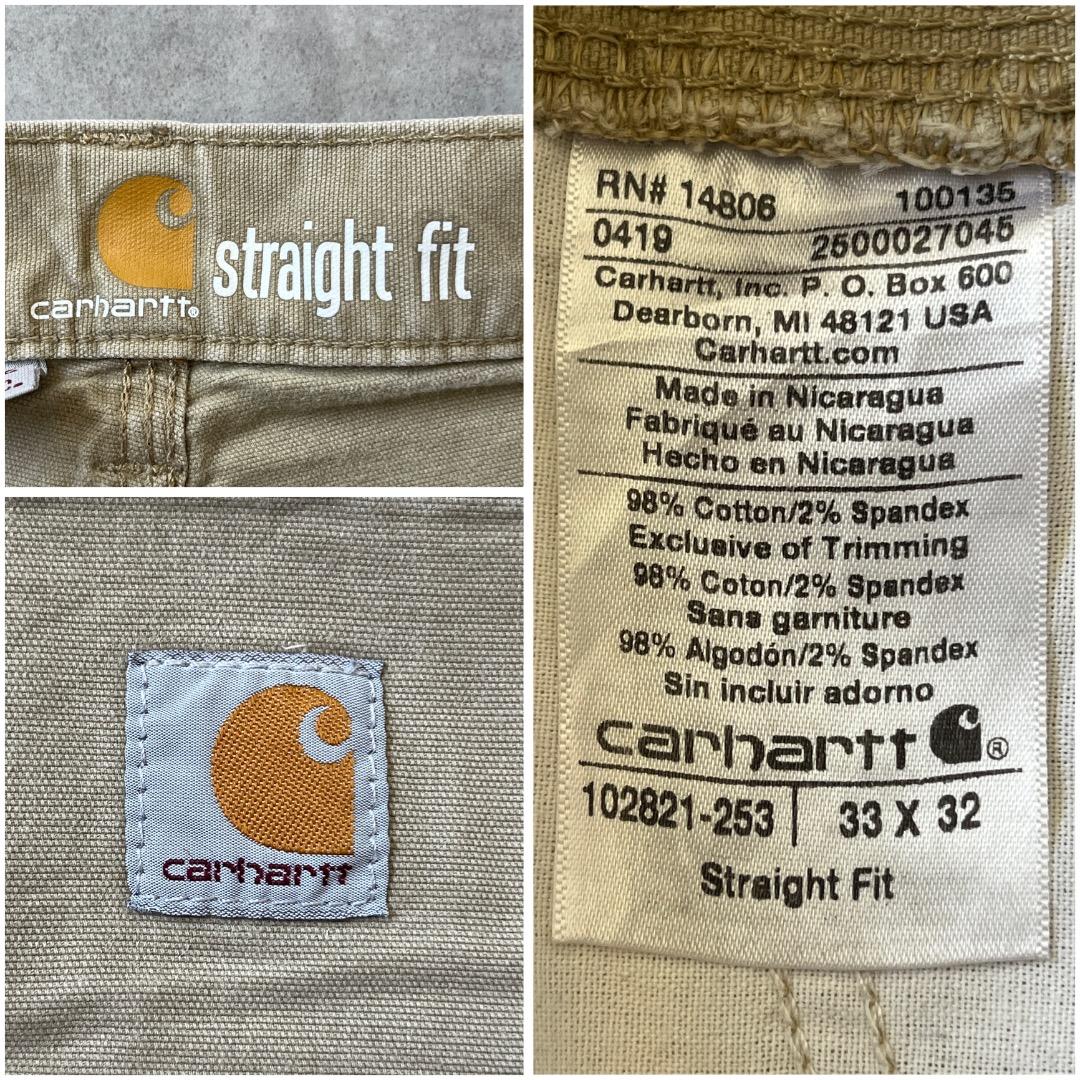 carhartt® straight fit
carhartt
RN# 14806 100135
0419 2500027045
Carhartt, Inc. P. O. Box 600
Dearborn, MI 48121 USA
Carhartt.com
Made in Nicaragua
Fabriqué au Nicaragua
Hecho en Nicaragua
98% Cotton/2% Spandex
Exclusive of Trimming
98% Coton/2% Spandex
Sans garniture
98% Algodón/2% Spandex
Sin incluir adorno
carhartt ®
102821-253 | 33 X 32
Straight Fit